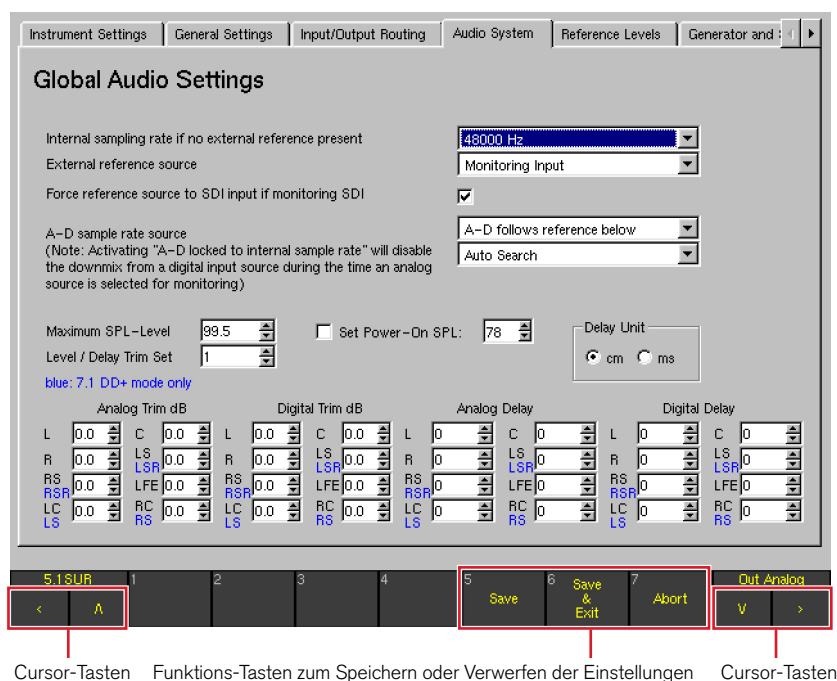 Instrument Settings General Settings Input/Output Routing Audio System Reference Levels Generator and
Global Audio Settings
Internal sampling rate if no external reference present 48000 Hz
External reference source Monitoring Input
Force reference source to SDI input if monitoring SDI
A-D sample rate source A-D follows reference below
(Note: Activating "A-D locked to internal sample rate" will disable
the downmix from a digital input source during the time an analog
source is selected for monitoring)
Auto Search
Maximum SPL-Level 99.5 Set Power-On SPL: 78 Delay Unit
Level / Delay Trim Set 1 cm ms
blue: 7.1 DD+ mode only
Analog Trim dB Digital Trim dB Analog Delay Digital Delay
L 0.0 C 0.0 L 0.0 C 0.0 L 0 C 0 L 0 C 0
R 0.0 LS LSR 0.0 R 0.0 LS LSR 0.0 R 0 LS LSR 0 R 0 LS LSR 0
RS RSR 0.0 LFE 0.0 RS RSR 0.0 LFE 0.0 RS RSR 0 LFE 0 RS RSR 0 LFE 0
LC LS 0.0 RC RS 0.0 LC LS 0.0 RC RS 0.0 LC LS 0 RC RS 0 LC LS 0 RC RS 0
5.1SUR 1 2 3 4 5 Save 6 Save & Exit 7 Abort Out Analog
< Λ V >
Cursor-Tasten Funktions-Tasten zum Speichern oder Verwerfen der Einstellungen Cursor-Tasten